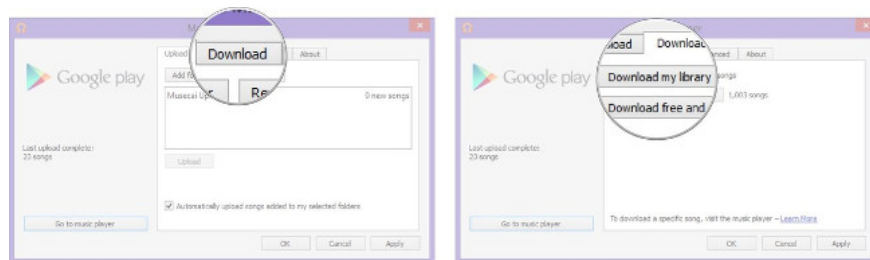 Download
Upload
About
Add fo
Re
Google play
Musecai Up
0 new songs
Last upload complete:
23 songs
Upload
Automatically upload songs added to my selected folders
Go to music player
OK
Cancel
Apply
oad
Downloa
About
Download my library
songs
Google play
1,003 songs
Download free and
Last upload complete:
23 songs
To download a specific song, visit the music player – Learn More
Go to music player
OK
Cancel
Apply